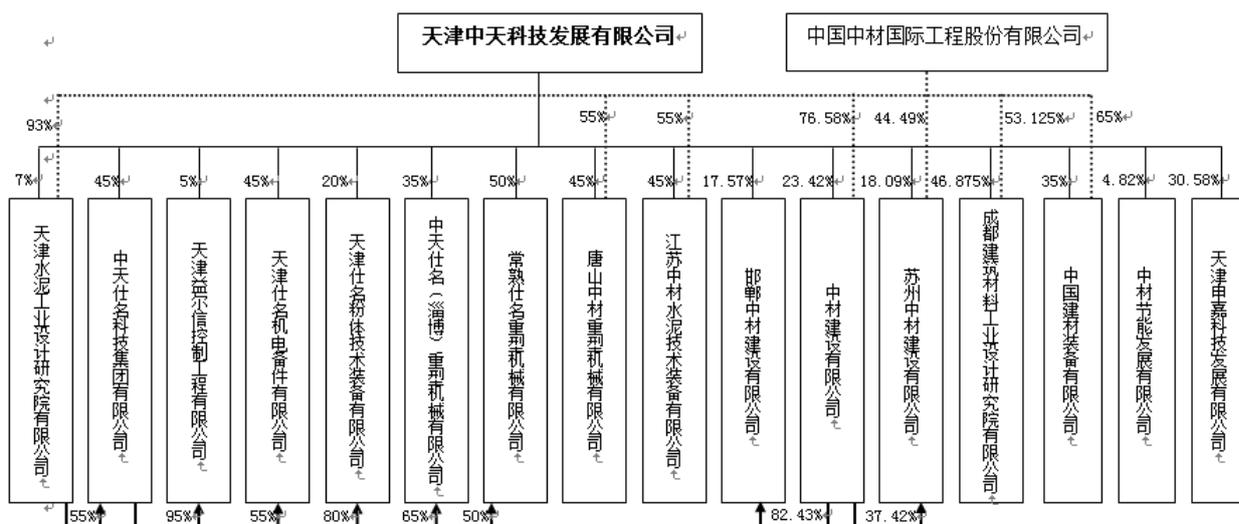 天津中天科技发展有限公司
中国中材国际工程股份有限公司
93%
55%
55%
76.58%
44.49%
53.125%
65%
7%
45%
5%
45%
20%
35%
50%
45%
45%
17.57%
23.42%
18.09%
46.875%
35%
4.82%
30.58%
天津水泥工业设计研究院有限公司
中天仕名科技集团有限公司
天津益尔信控制工程有限公司
天津仕名机电备件有限公司
天津仕名粉体技术装备有限公司
中天仕名（淄博）重型机械有限公司
常熟仕名重型机械有限公司
唐山中材重型机械有限公司
江苏中材水泥技术装备有限公司
邯郸中材建设有限公司
中材建设有限公司
苏州中材建设有限公司
成都建筑材料工业设计研究院有限公司
中国建材装备有限公司
中材节能发展有限公司
天津申嘉科技发展有限公司
55%
95%
55%
80%
65%
50%
82.43%
37.42%